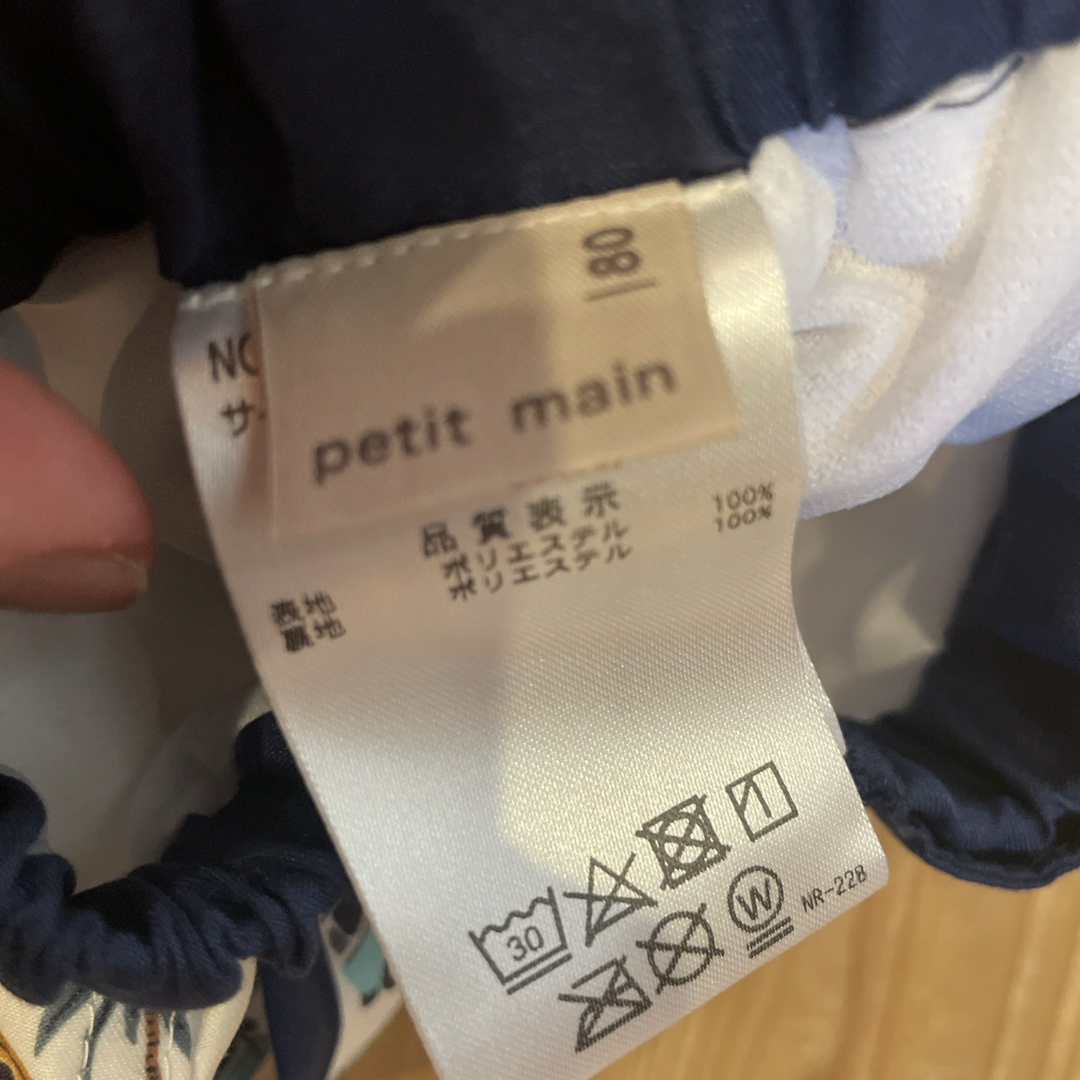 80
petit main
品質表示
表地 ポリエステル 100%
裏地 ポリエステル 100%
30
W
NR-22B